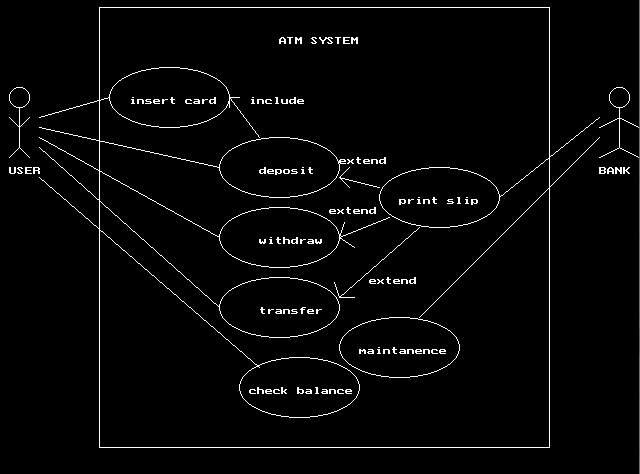 ATM SYSTEM
insert card
include
deposit
extend
USER
BANK
print slip
extend
withdraw
extend
transfer
maintanence
check balance